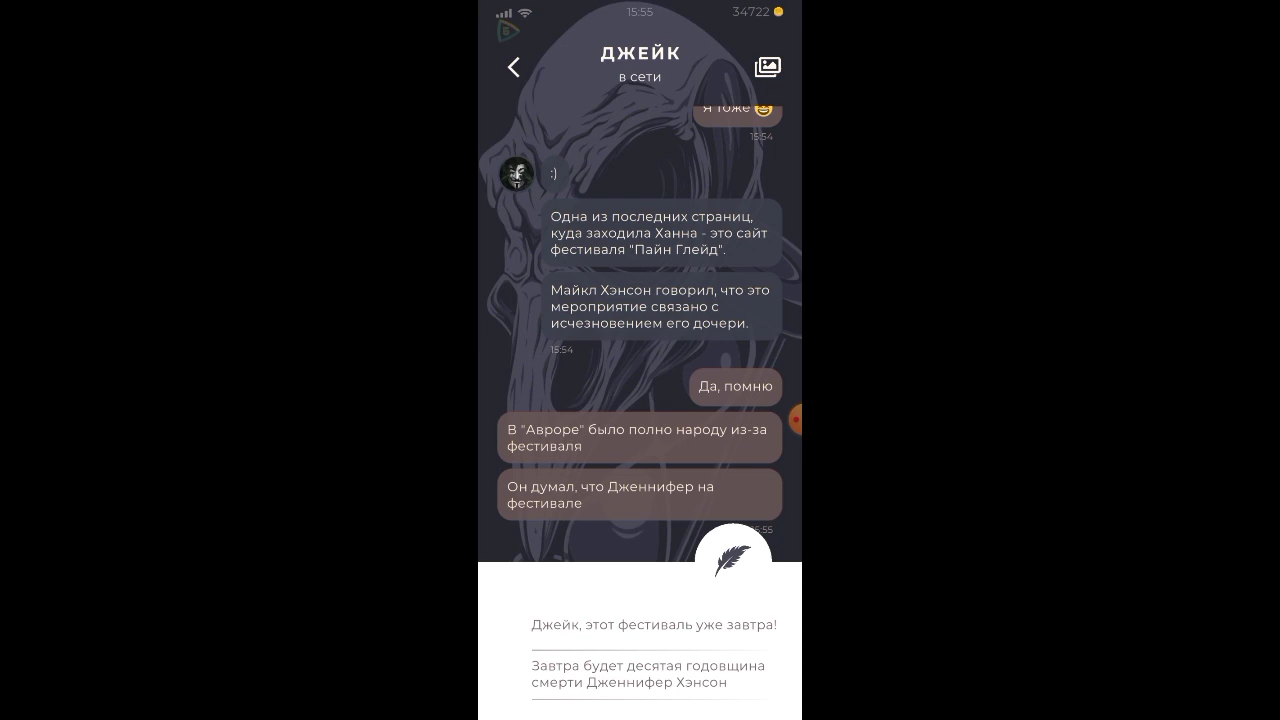 15:55
34722
ДЖЕЙК
в сети
Я тоже
15:54
:)
Одна из последних страниц,
куда заходила Ханна - это сайт
фестиваля "Пайн Глейд".
Майкл Хэнсон говорил, что это
мероприятие связано с
исчезновением его дочери.
15:54
Да, помню
В "Авроре" было полно народу из-за
фестиваля
Он думал, что Дженнифер на
фестивале
Джейк, этот фестиваль уже завтра!
Завтра будет десятая годовщина
смерти Дженнифер Хэнсон